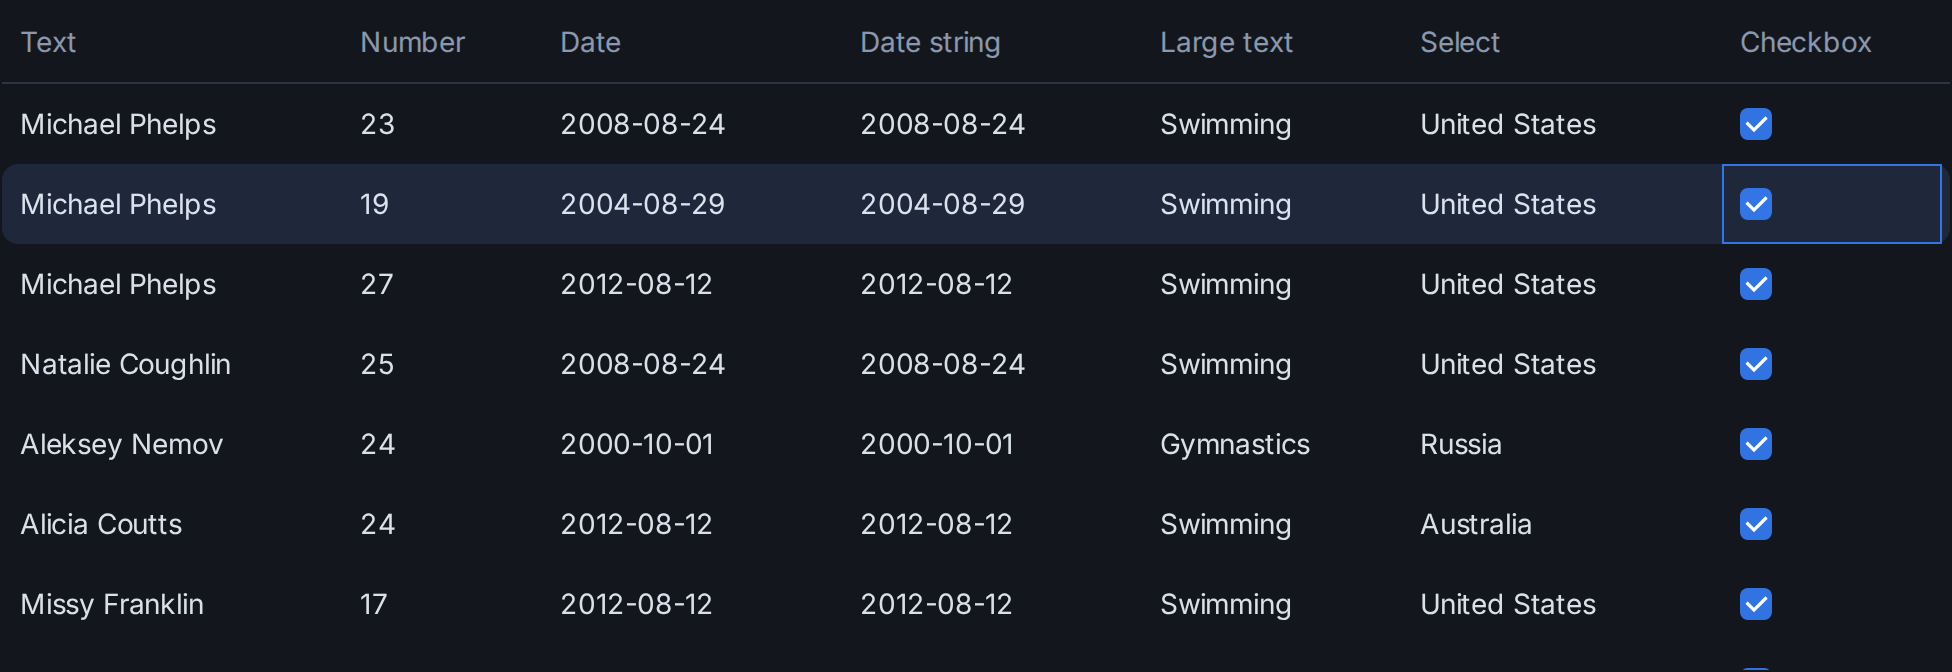 Text Number Date Date string Large text Select Checkbox
Michael Phelps 23 2008-08-24 2008-08-24 Swimming United States
Michael Phelps 19 2004-08-29 2004-08-29 Swimming United States
Michael Phelps 27 2012-08-12 2012-08-12 Swimming United States
Natalie Coughlin 25 2008-08-24 2008-08-24 Swimming United States
Aleksey Nemov 24 2000-10-01 2000-10-01 Gymnastics Russia
Alicia Coutts 24 2012-08-12 2012-08-12 Swimming Australia
Missy Franklin 17 2012-08-12 2012-08-12 Swimming United States